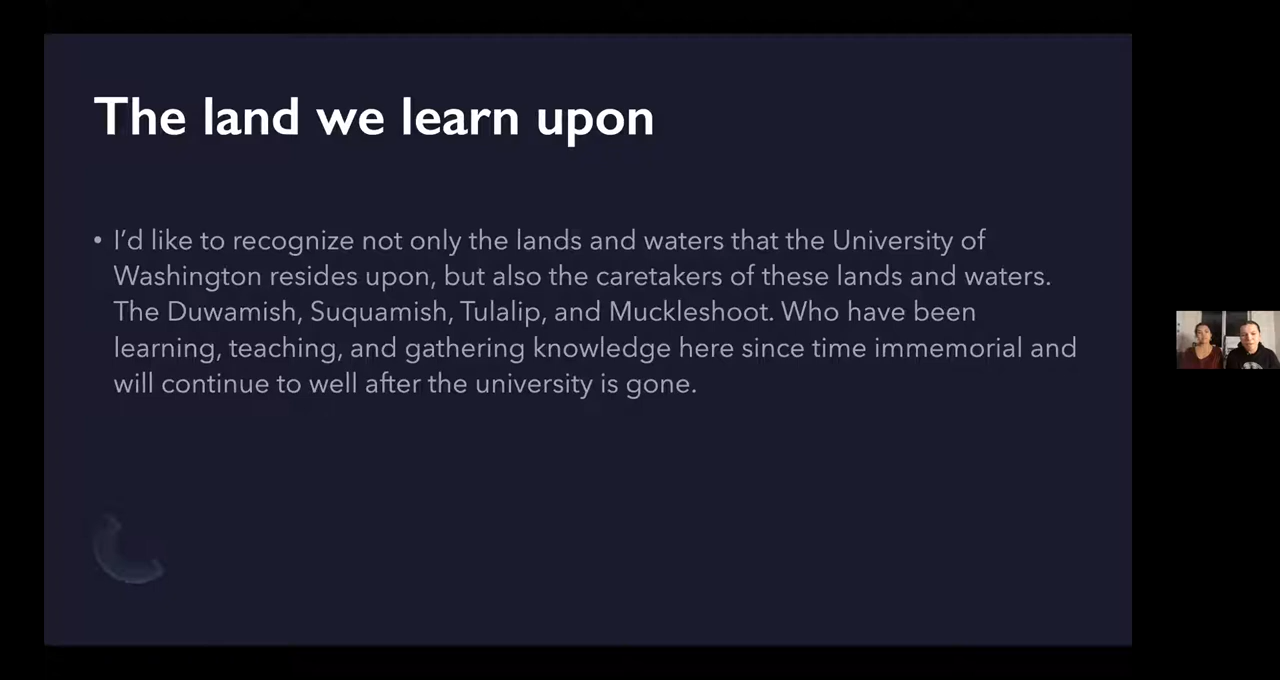 The land we learn upon
• I’d like to recognize not only the lands and waters that the University of
Washington resides upon, but also the caretakers of these lands and waters.
The Duwamish, Suquamish, Tulalip, and Muckleshoot. Who have been
learning, teaching, and gathering knowledge here since time immemorial and
will continue to well after the university is gone.